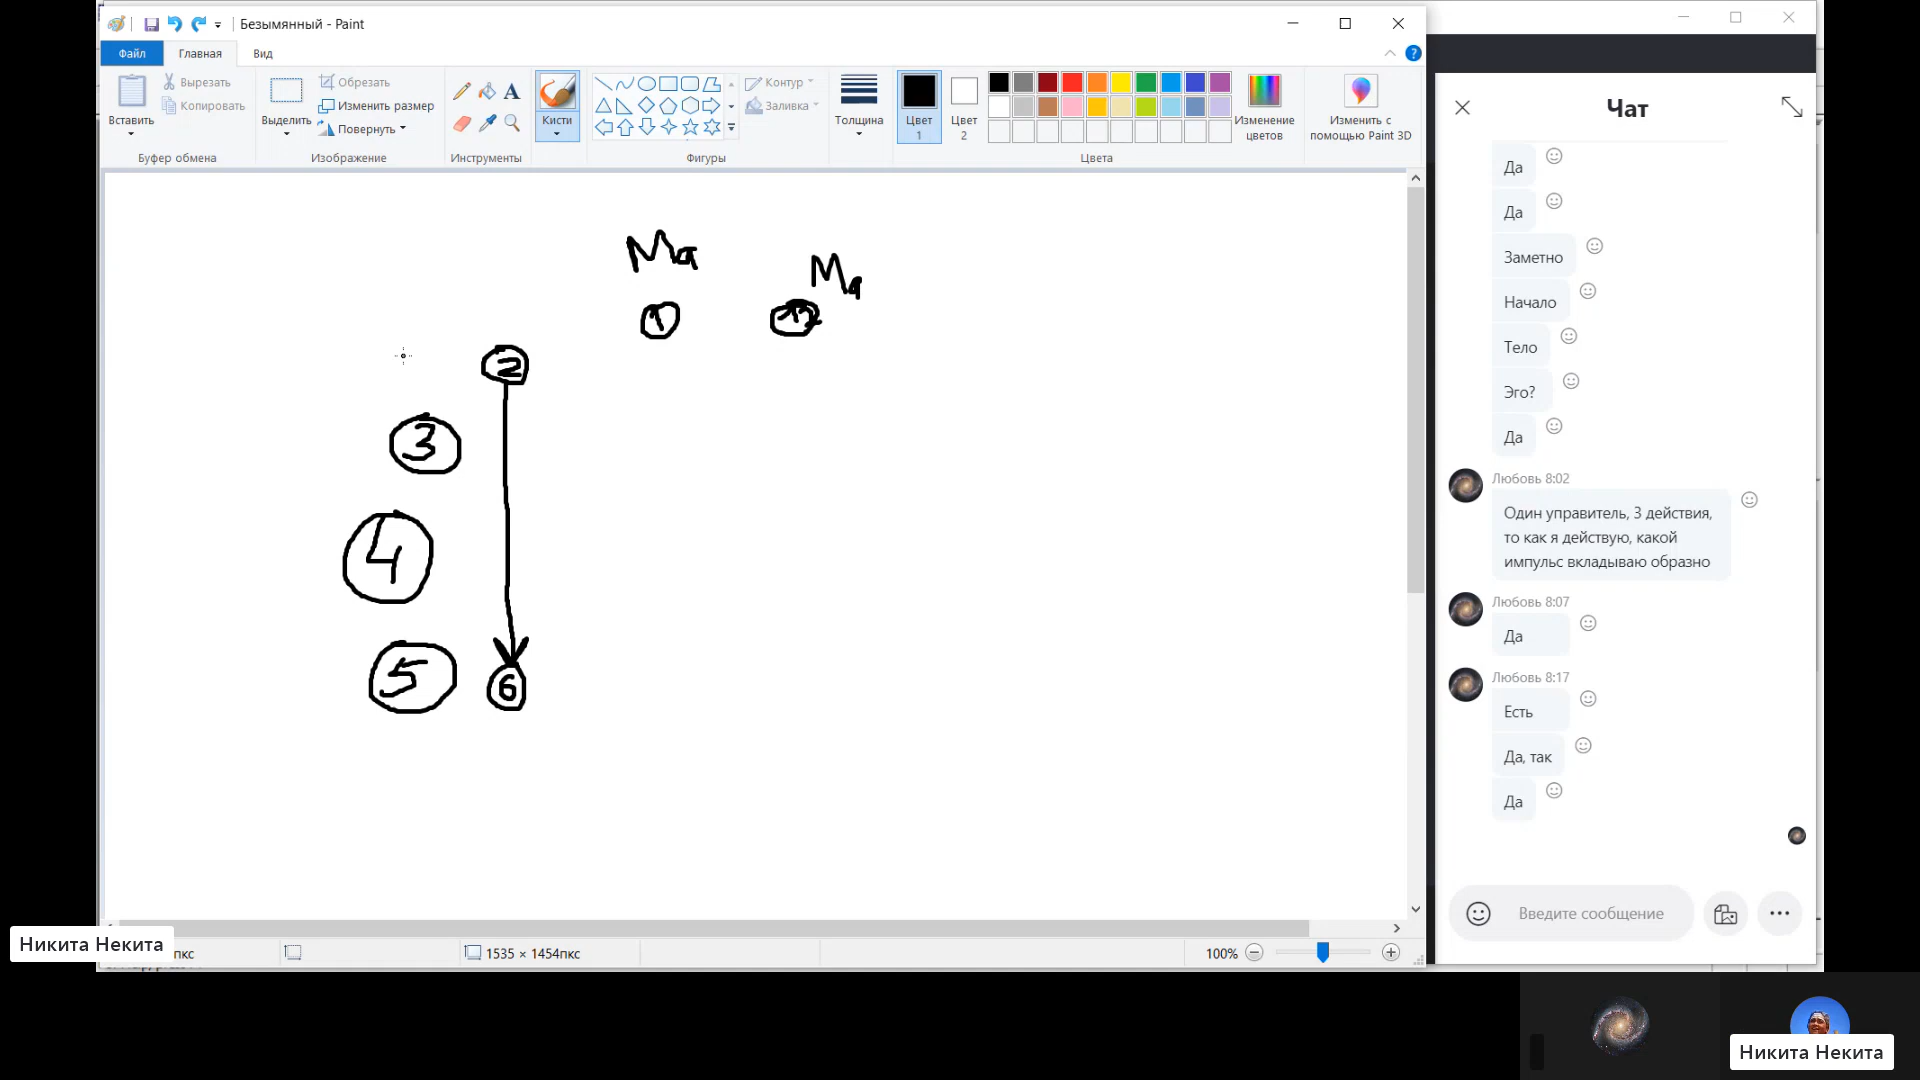 Безымянный - Paint
Файл
Главная
Вид
Вставить
Вырезать
Копировать
Буфер обмена
Выделить
Обрезать
Изменить размер
Повернуть
Изображение
A
Инструменты
Кисти
Контур
Заливка
Фигуры
Толщина
Цвет
1
Цвет
2
Изменение
цветов
Цвета
Изменить с
помощью Paint 3D
Ма
Ма
1
12
2
3
4
5
6
пкс
1535 × 1454пкс
100%
Чат
Да
Да
Заметно
Начало
Тело
Эго?
Да
Любовь 8:02
Один управитель, 3 действия,
то как я действую, какой
импульс вкладываю образно
Любовь 8:07
Да
Любовь 8:17
Есть
Да, так
Да
Введите сообщение
Никита Некита
Никита Некита